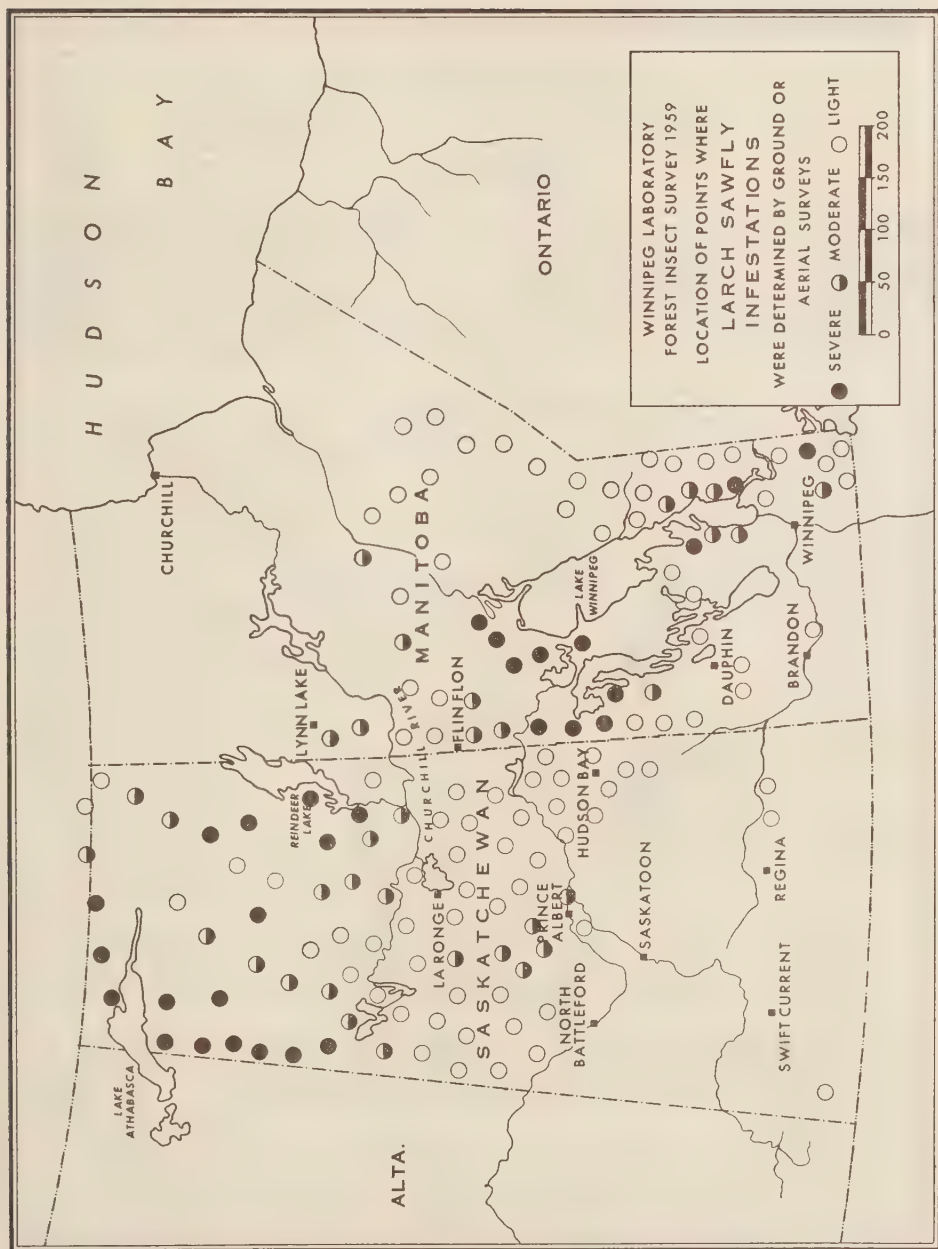 HUDSON
BAY
CHURCHILL
LYNN LAKE
REINDEER
LAKE
LAKE
ATHABASCA
ALTA.
MANITOBA
CHURCHILL RIVER
FLIN FLON
LA RONGE
SASKATCHEWAN
ONTARIO
LAKE
WINNIPEG
PRINCE
ALBERT
HUDSON BAY
NORTH
BATTLEFORD
SASKATOON
DAUPHIN
WINNIPEG
BRANDON
REGINA
SWIFT CURRENT
WINNIPEG LABORATORY
FOREST INSECT SURVEY 1959
LOCATION OF POINTS WHERE
LARCH SAWFLY
INFESTATIONS
WERE DETERMINED BY GROUND OR
AERIAL SURVEYS
SEVERE MODERATE LIGHT
0 50 100 150 200